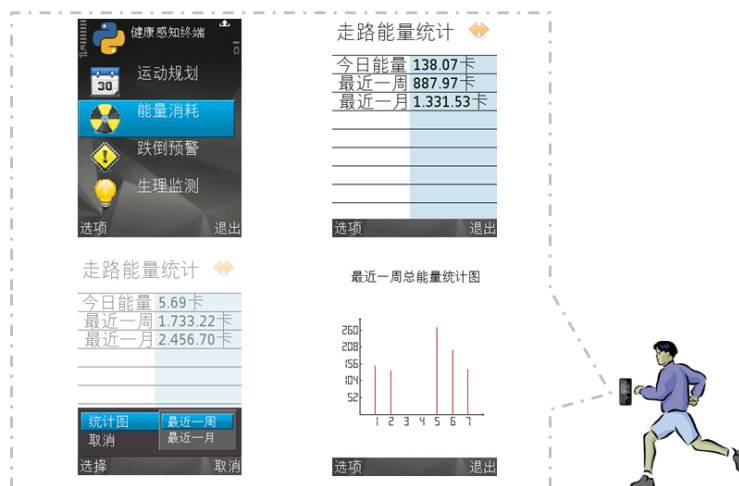 健康感知终端
30
运动规划
能量消耗
跌倒预警
生理监测
选项 退出
走路能量统计
今日能量 138.07卡
最近一周 887.97卡
最近一月 1.331.53卡
选项 退出
走路能量统计
今日能量 5.69卡
最近一周 1.733.22卡
最近一月 2.456.70卡
统计图 最近一周
取消 最近一月
选择 取消
最近一周总能量统计图
260
208
156
104
52
1 2 3 4 5 6 7
选项 退出